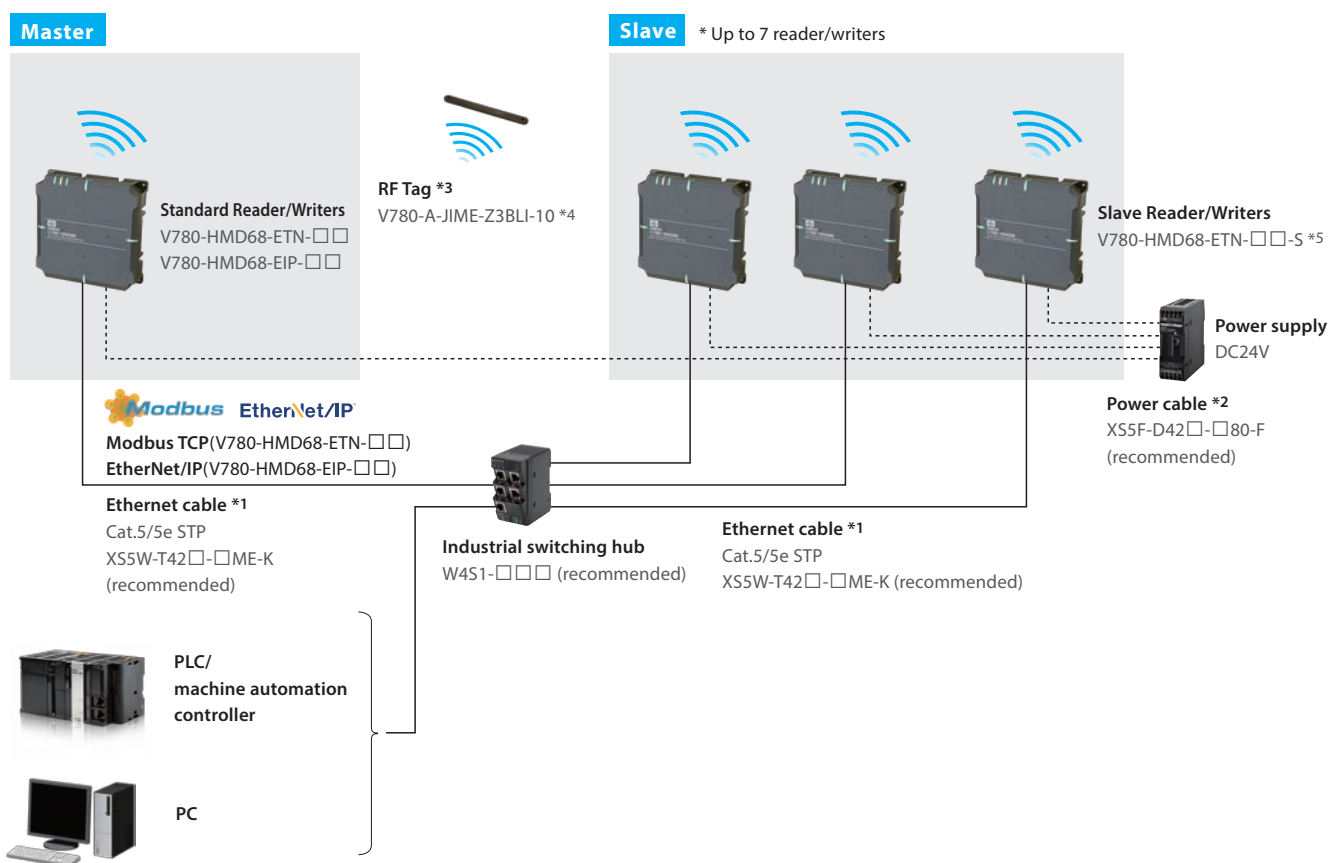 Master
Slave
* Up to 7 reader/writers
RF Tag *3
V780-A-JIME-Z3BLI-10 *4
Standard Reader/Writers
V780-HMD68-ETN-□□
V780-HMD68-EIP-□□
Slave Reader/Writers
V780-HMD68-ETN-□□-S *5
Power supply
DC24V
Power cable *2
XS5F-D42□-□80-F
(recommended)
Modbus
EtherNet/IP
Modbus TCP(V780-HMD68-ETN-□□)
EtherNet/IP(V780-HMD68-EIP-□□)
Ethernet cable *1
Cat.5/5e STP
XS5W-T42□-□ME-K
(recommended)
Industrial switching hub
W4S1-□□□ (recommended)
Ethernet cable *1
Cat.5/5e STP
XS5W-T42□-□ME-K (recommended)
PLC/
machine automation
controller
PC